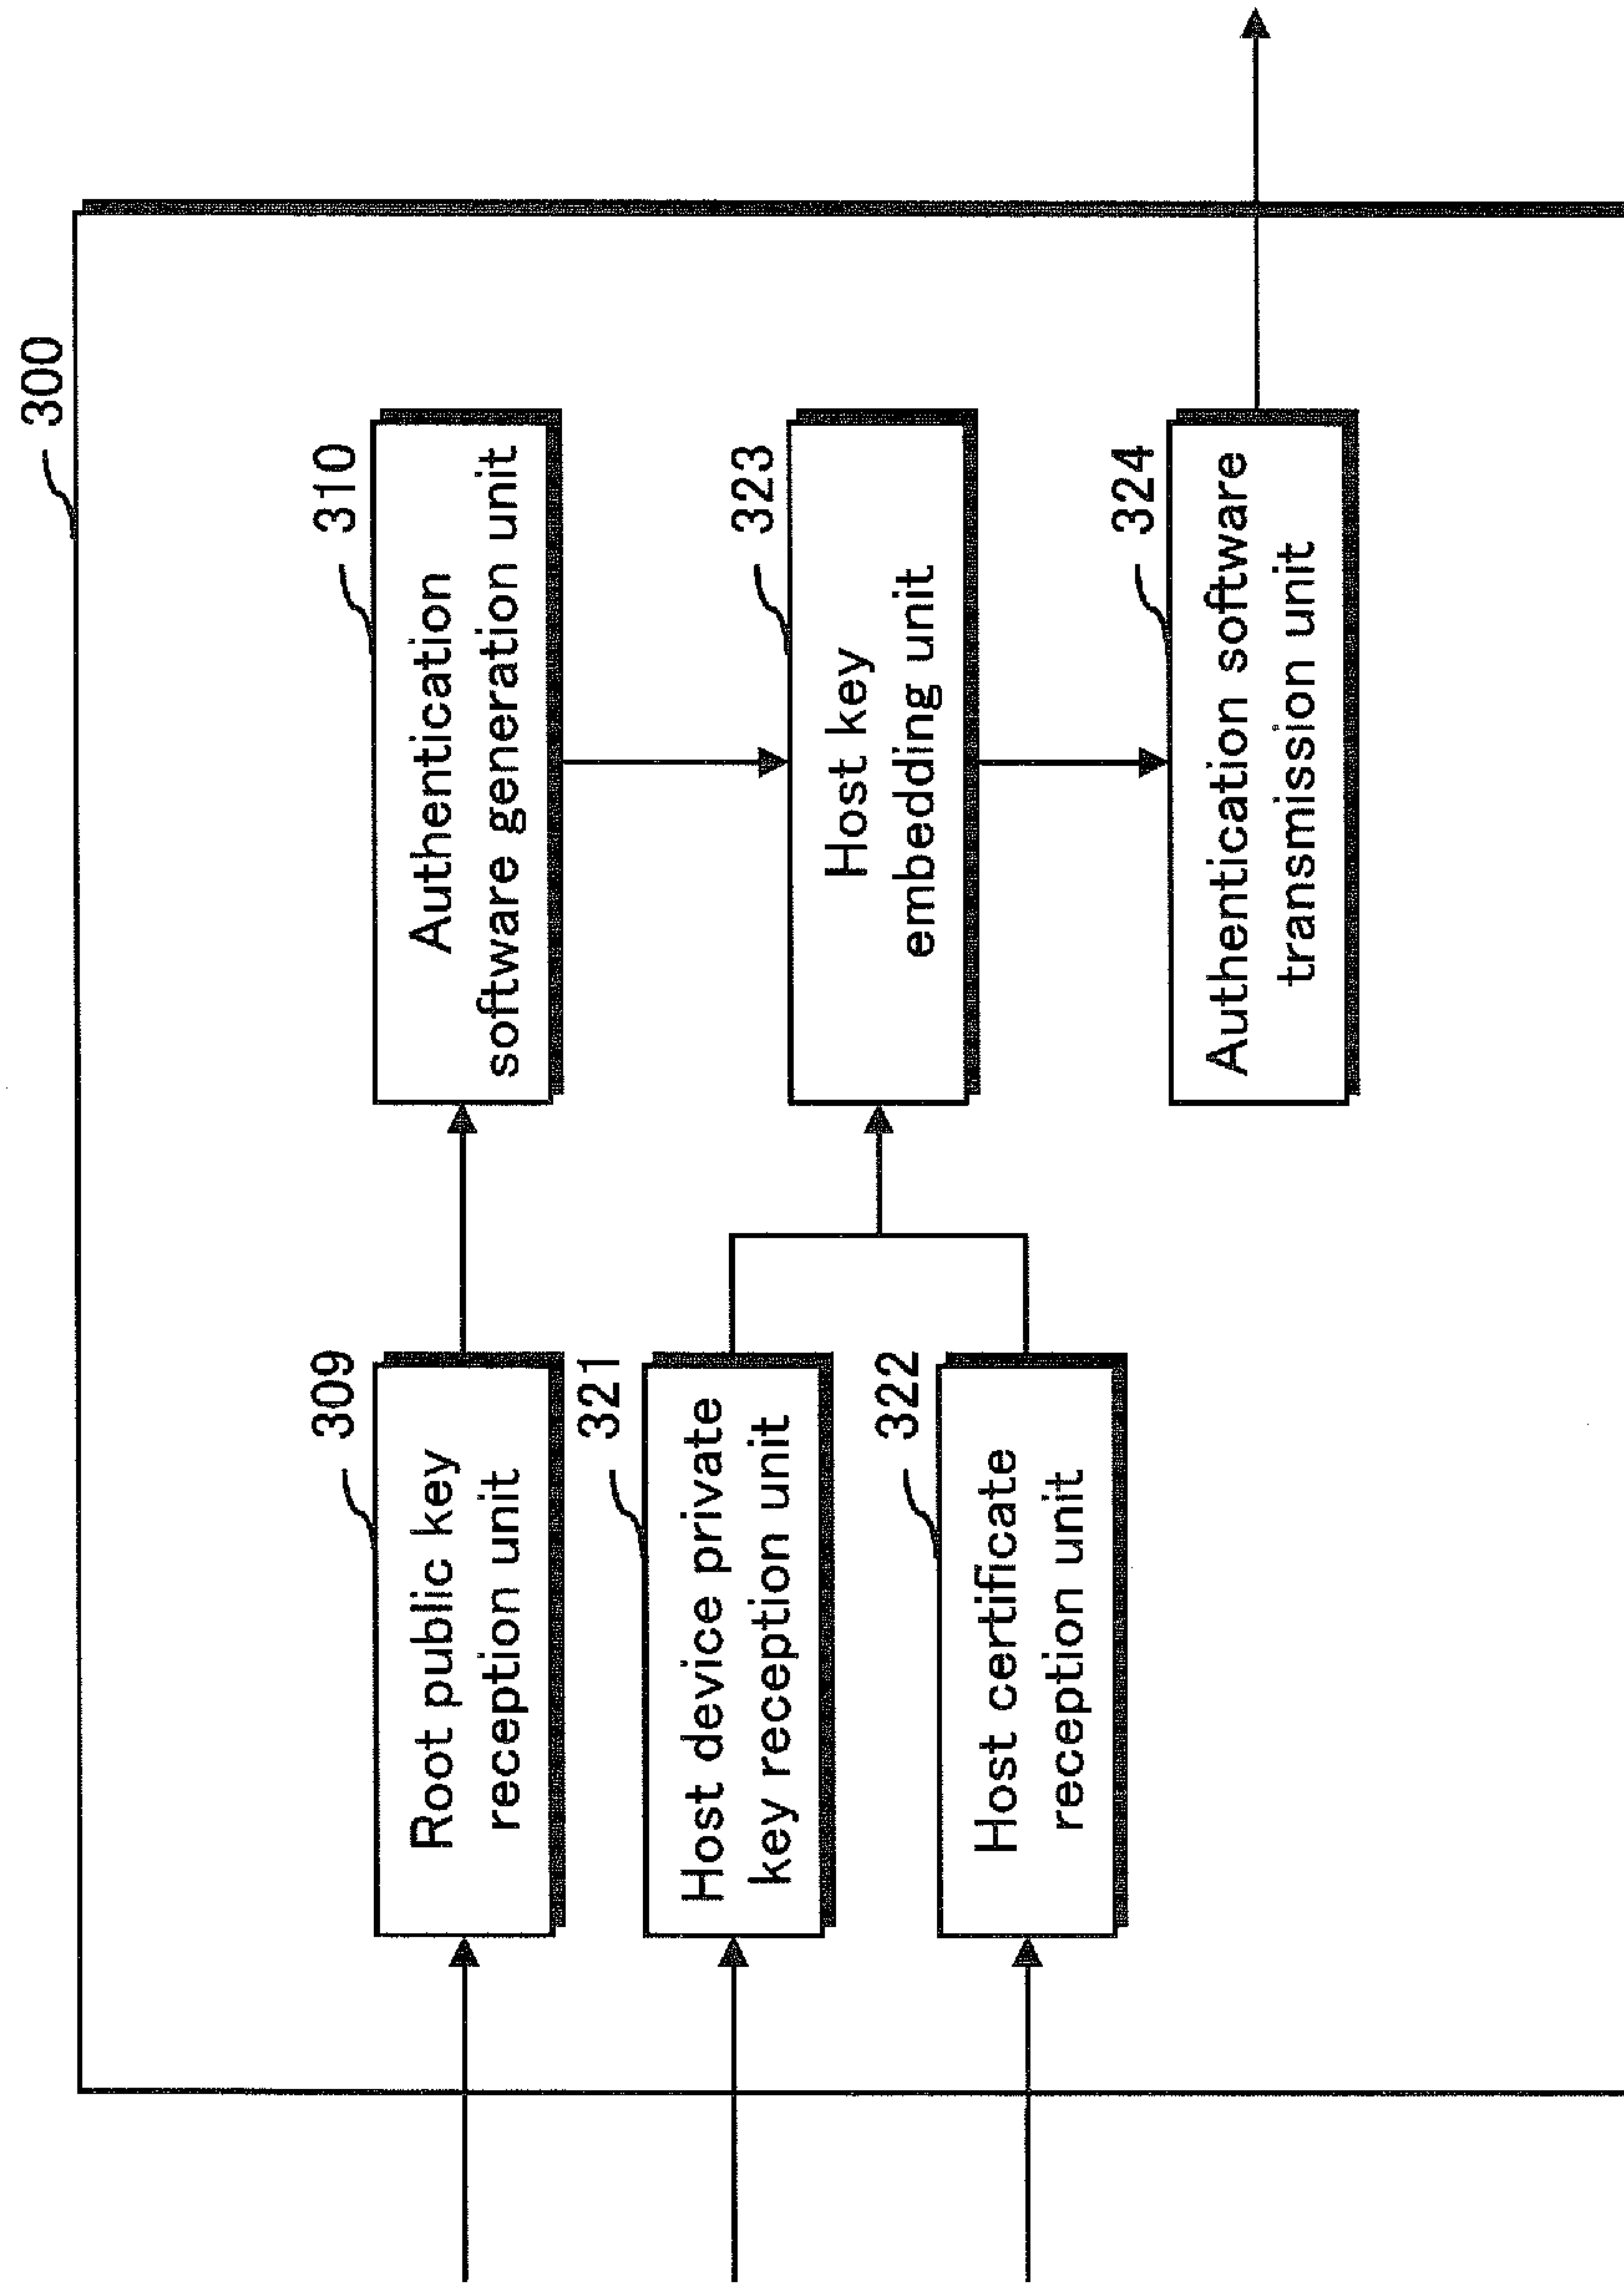 300
309
Root public key
reception unit
310
Authentication
software generation unit
321
Host device private
key reception unit
323
Host key
embedding unit
322
Host certificate
reception unit
324
Authentication software
transmission unit